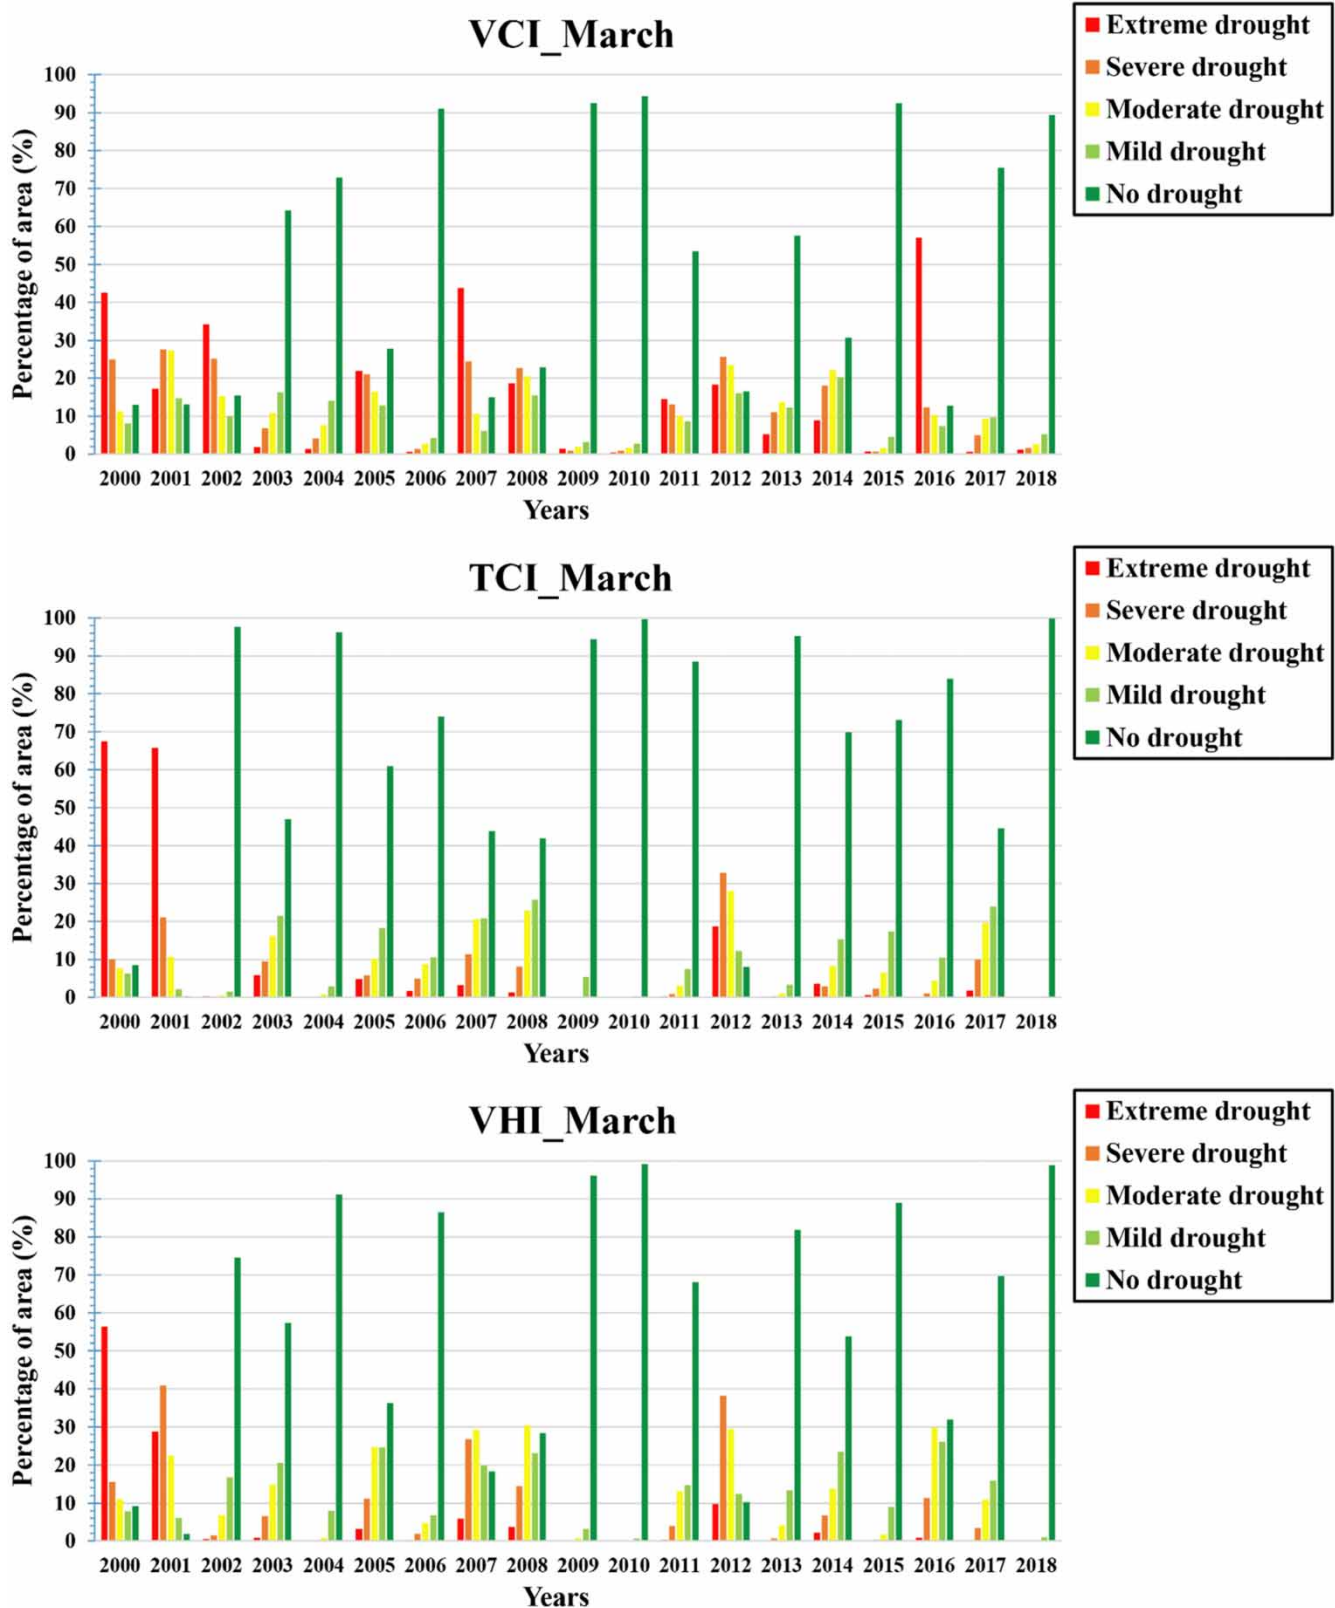 VCI_March
Extreme drought
Severe drought
Moderate drought
Mild drought
No drought
Percentage of area (%)
100
90
80
70
60
50
40
30
20
10
0
2000 2001 2002 2003 2004 2005 2006 2007 2008 2009 2010 2011 2012 2013 2014 2015 2016 2017 2018
Years
TCI_March
Extreme drought
Severe drought
Moderate drought
Mild drought
No drought
Percentage of area (%)
100
90
80
70
60
50
40
30
20
10
0
2000 2001 2002 2003 2004 2005 2006 2007 2008 2009 2010 2011 2012 2013 2014 2015 2016 2017 2018
Years
VHI_March
Extreme drought
Severe drought
Moderate drought
Mild drought
No drought
Percentage of area (%)
100
90
80
70
60
50
40
30
20
10
0
2000 2001 2002 2003 2004 2005 2006 2007 2008 2009 2010 2011 2012 2013 2014 2015 2016 2017 2018
Years